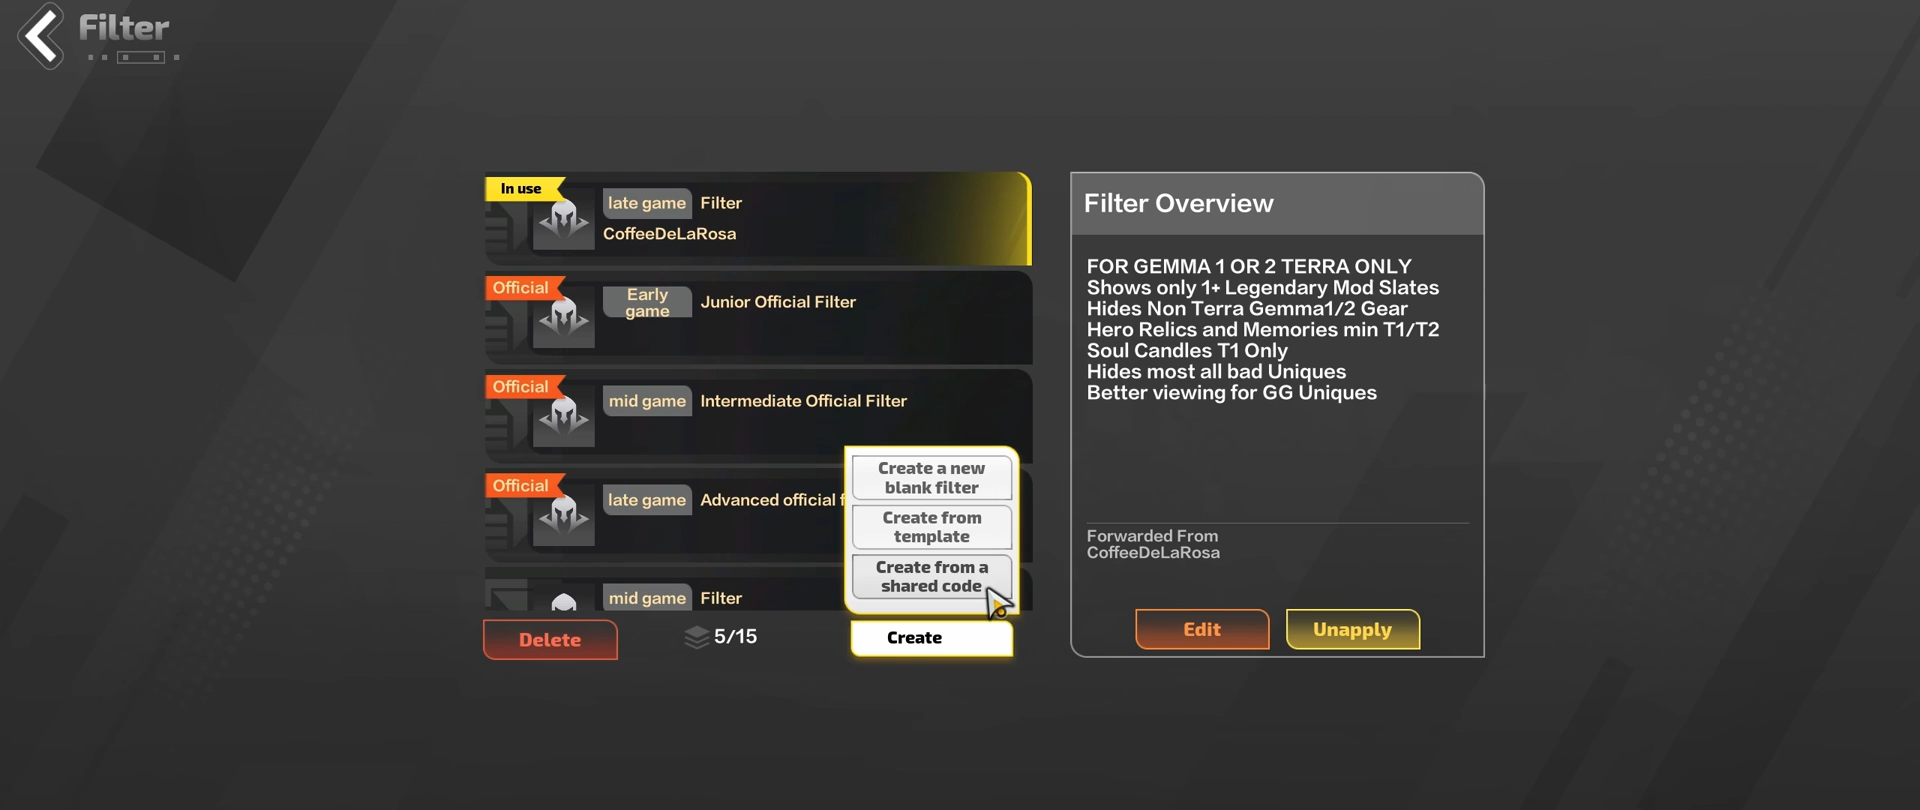 Filter
In use
late game Filter
CoffeeDeLaRosa
Official
Early game Junior Official Filter
Official
mid game Intermediate Official Filter
Official
late game Advanced official f
mid game Filter
Create a new
blank filter
Create from
template
Create from a
shared code
Delete
5/15
Create
Filter Overview
FOR GEMMA 1 OR 2 TERRA ONLY
Shows only 1+ Legendary Mod Slates
Hides Non Terra Gemma1/2 Gear
Hero Relics and Memories min T1/T2
Soul Candles T1 Only
Hides most all bad Uniques
Better viewing for GG Uniques
Forwarded From
CoffeeDeLaRosa
Edit
Unapply